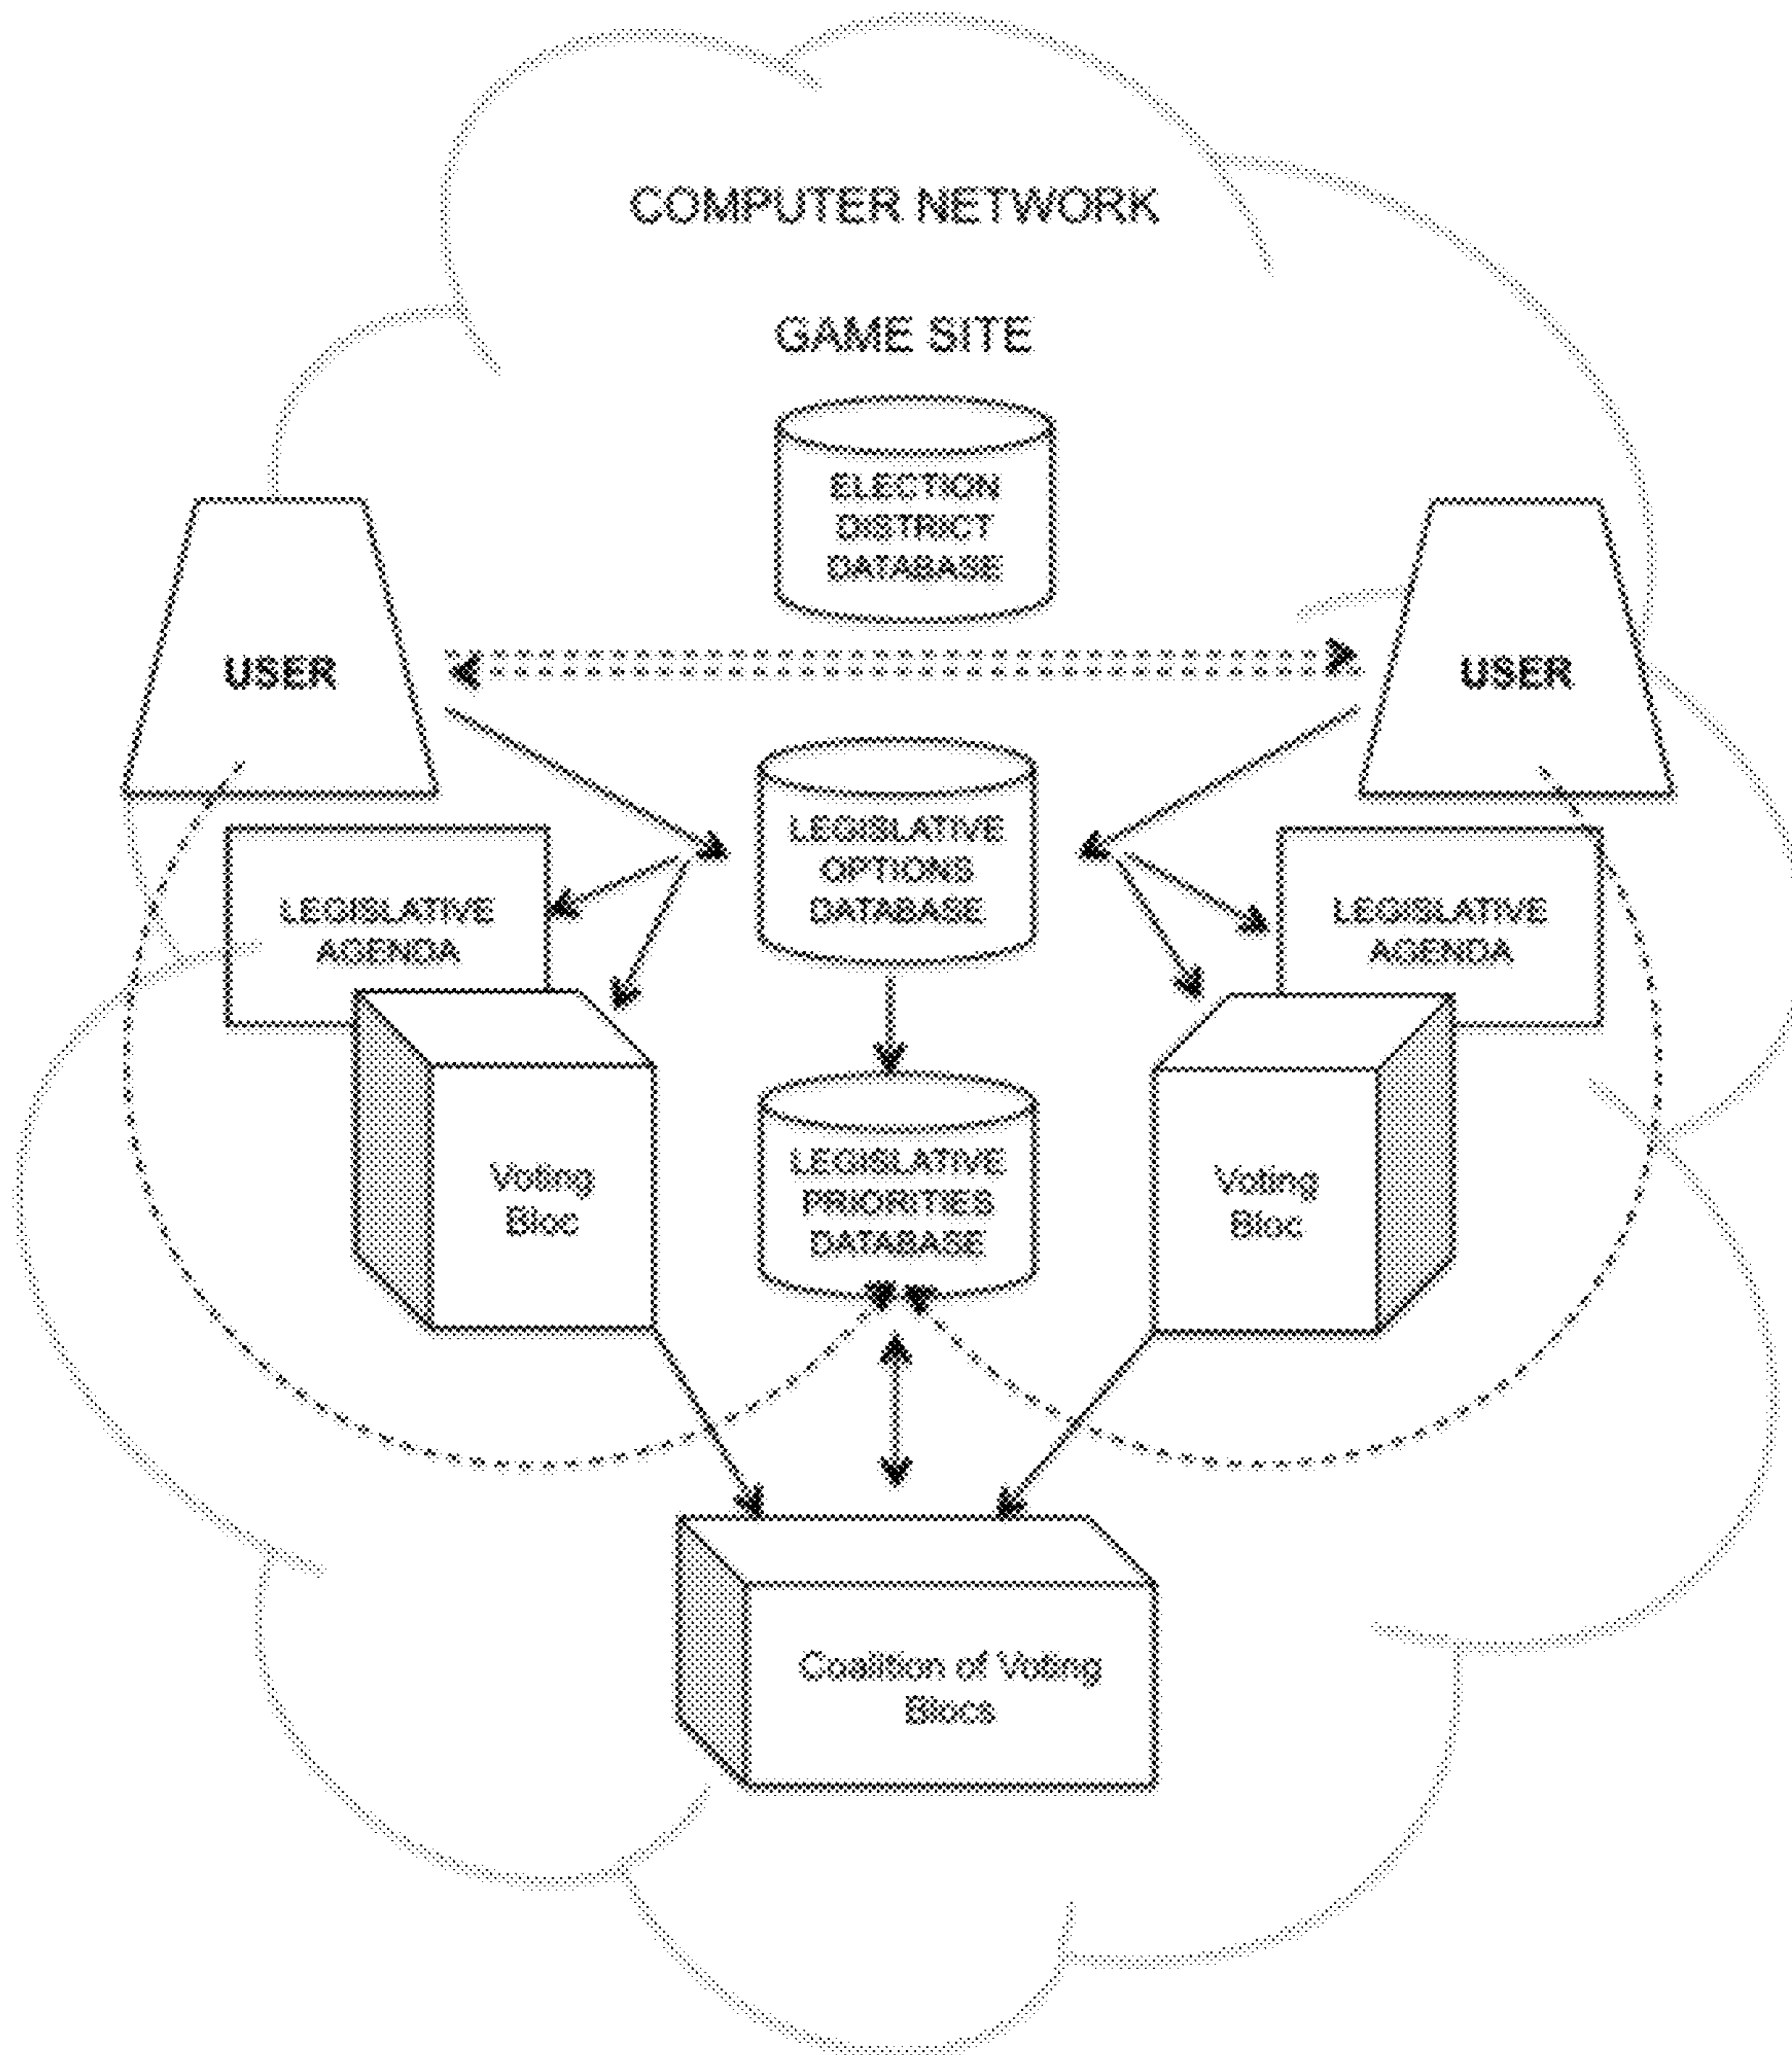 COMPUTER NETWORK
GAME SITE
ELECTION
DISTRICT
DATABASE
USER
USER
LEGISLATIVE
OPTIONS
DATABASE
LEGISLATIVE
AGENDA
LEGISLATIVE
AGENDA
Voting
Bloc
LEGISLATIVE
PRIORITIES
DATABASE
Voting
Bloc
Coalition of Voting
Blocs